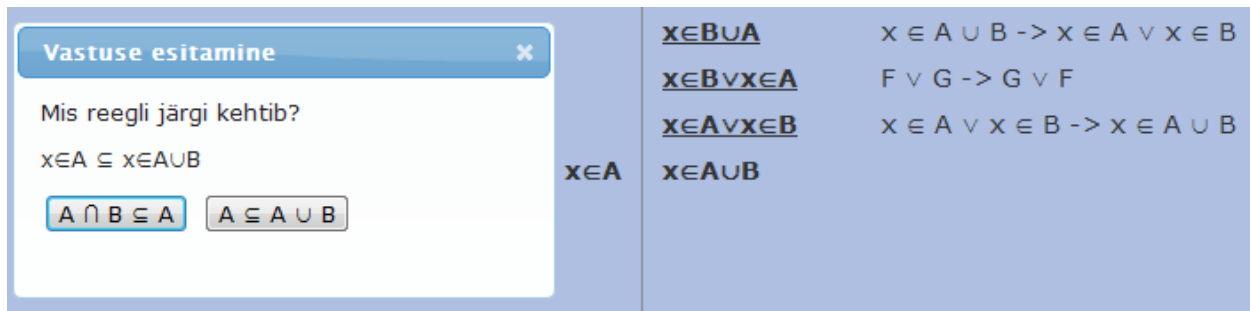 Vastuse esitamine ×
Mis reegli järgi kehtib?
x∈A ⊆ x∈A∪B
A ∩ B ⊆ A A ⊆ A ∪ B
x∈A
x∈B∪A x ∈ A ∪ B -> x ∈ A ∨ x ∈ B
x∈B∨x∈A F ∨ G -> G ∨ F
x∈A∨x∈B x ∈ A ∨ x ∈ B -> x ∈ A ∪ B
x∈A∪B